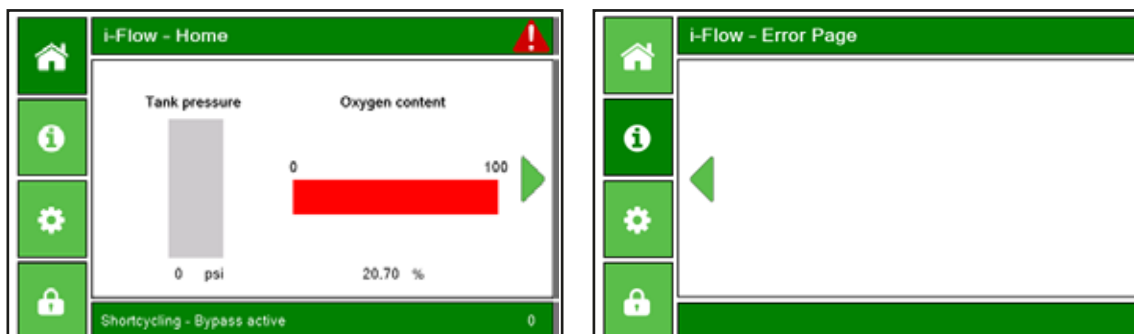 i-Flow - Home
Tank pressure
Oxygen content
0 100
0 psi
20.70 %
Shortcycling - Bypass active 0
i-Flow - Error Page